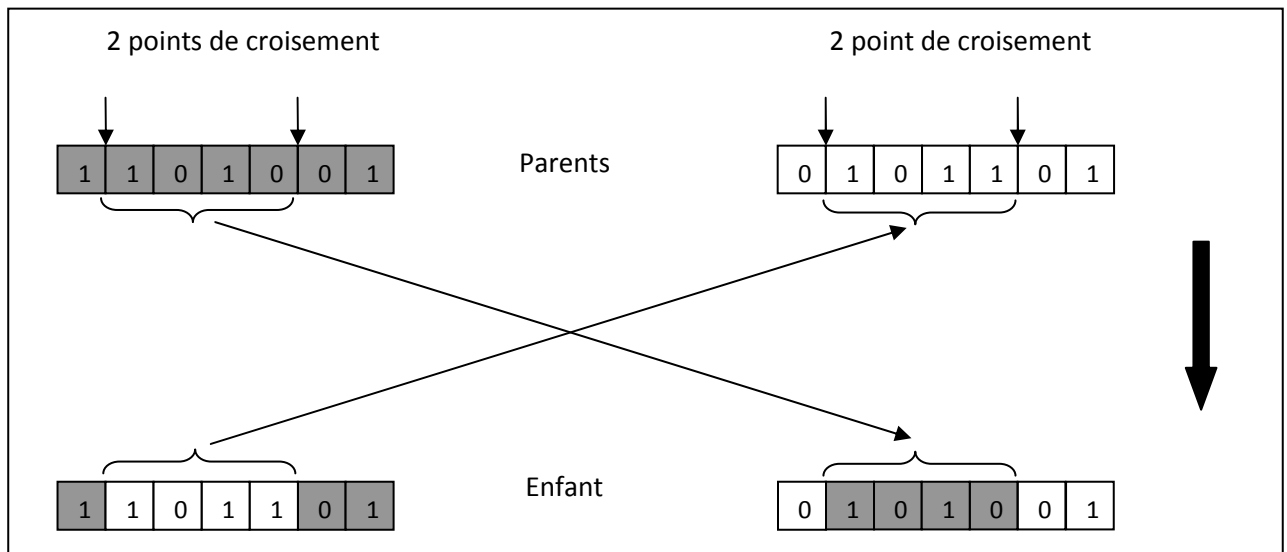 2 points de croisement 2 point de croisement
1 1 0 1 0 0 1 Parents 0 1 0 1 1 0 1
1 1 0 1 1 0 1 Enfant 0 1 0 1 0 0 1